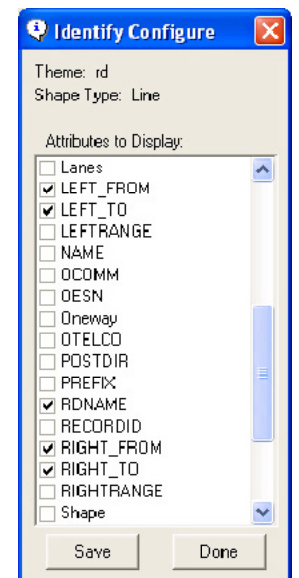 Identify Configure
Theme: rd
Shape Type: Line
Attributes to Display:
Lanes
LEFT_FROM
LEFT_TO
LEFTRANGE
NAME
OCOMM
OESN
Oneway
OTELCO
POSTDIR
PREFIX
RDNAME
RECORDID
RIGHT_FROM
RIGHT_TO
RIGHTRANGE
Shape
Save Done